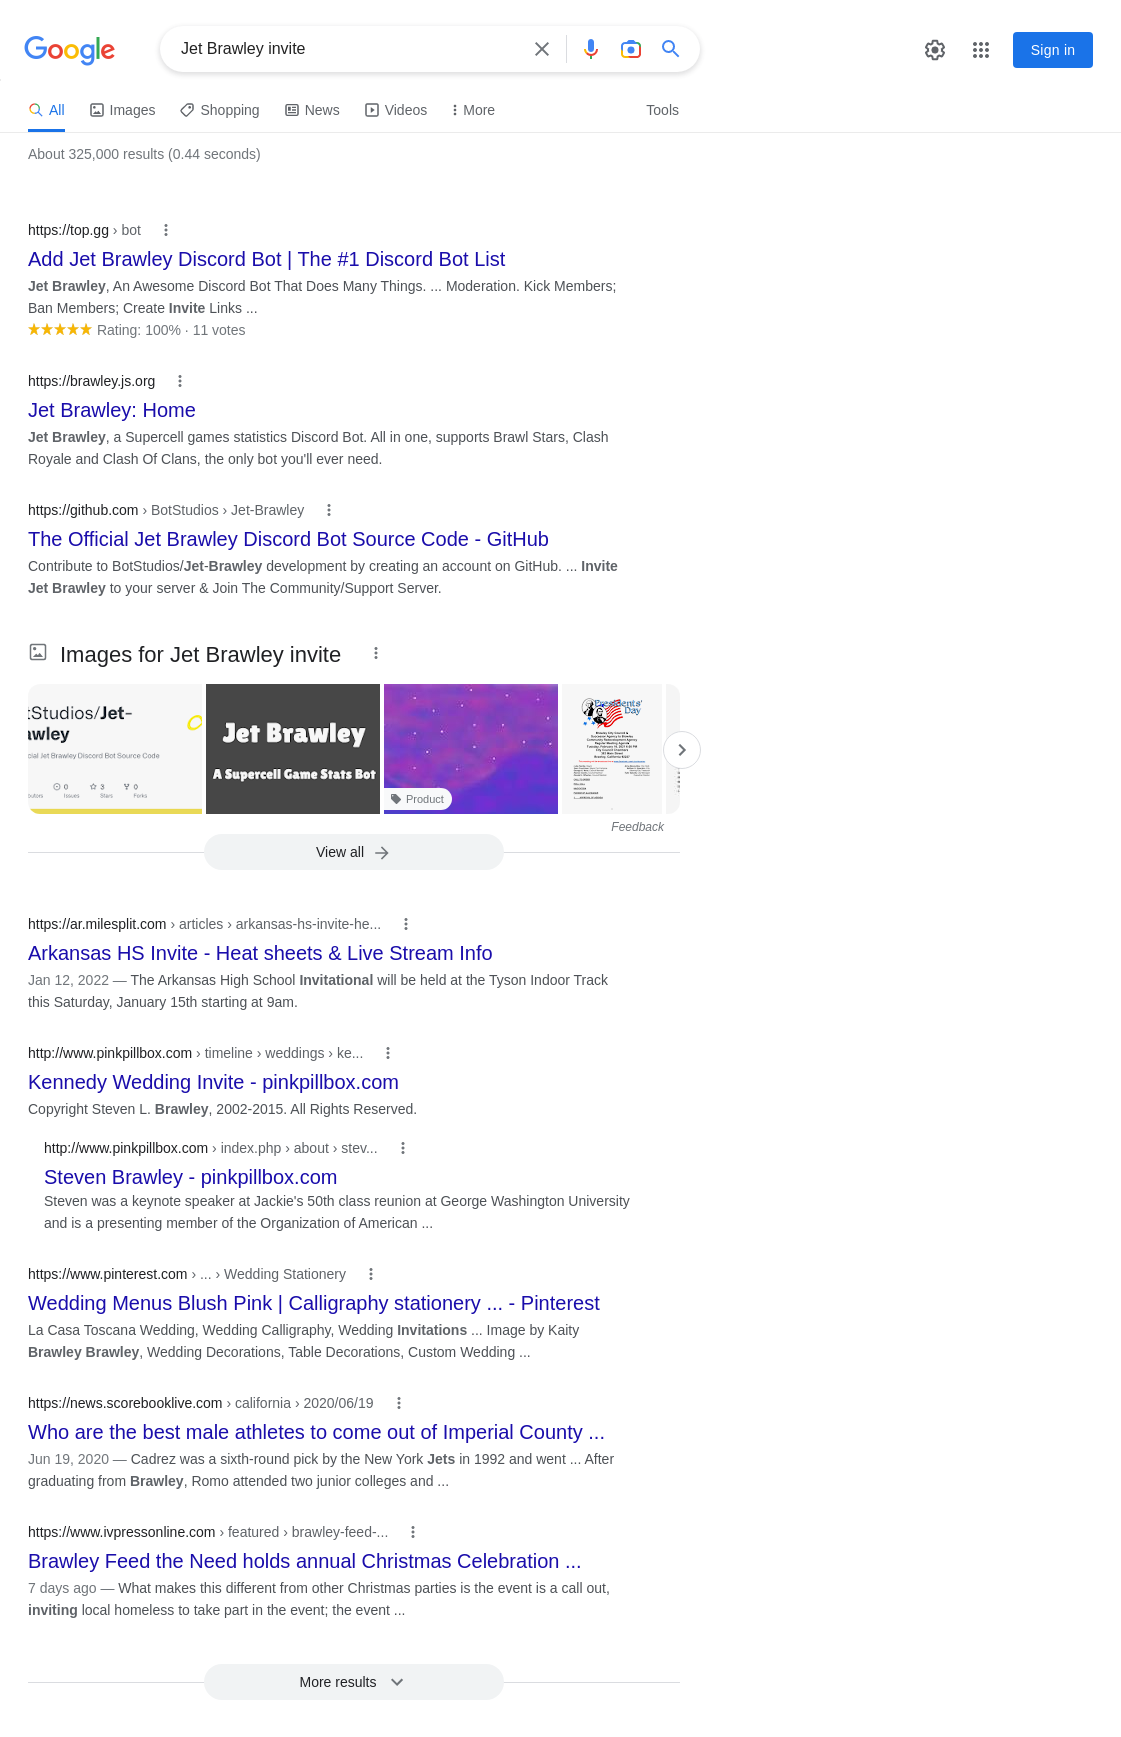 Google
Jet Brawley invite
Sign in
All
Images
Shopping
News
Videos
More
Tools
About 325,000 results (0.44 seconds)
https://top.gg › bot
Add Jet Brawley Discord Bot | The #1 Discord Bot List
Jet Brawley, An Awesome Discord Bot That Does Many Things. ... Moderation. Kick Members;
Ban Members; Create Invite Links ...
Rating: 100% · 11 votes
https://brawley.js.org
Jet Brawley: Home
Jet Brawley, a Supercell games statistics Discord Bot. All in one, supports Brawl Stars, Clash
Royale and Clash Of Clans, the only bot you'll ever need.
https://github.com › BotStudios › Jet-Brawley
The Official Jet Brawley Discord Bot Source Code - GitHub
Contribute to BotStudios/Jet-Brawley development by creating an account on GitHub. ... Invite
Jet Brawley to your server & Join The Community/Support Server.
Images for Jet Brawley invite
tStudios/Jet-
awley
cial Jet Brawley Discord Bot Source Code
0
3
0
Issues
Stars
Forks
Jet Brawley
A Supercell Game Stats Bot
Product
Presidents'
Day
Feedback
View all
https://ar.milesplit.com › articles › arkansas-hs-invite-he...
Arkansas HS Invite - Heat sheets & Live Stream Info
Jan 12, 2022 — The Arkansas High School Invitational will be held at the Tyson Indoor Track
this Saturday, January 15th starting at 9am.
http://www.pinkpillbox.com › timeline › weddings › ke...
Kennedy Wedding Invite - pinkpillbox.com
Copyright Steven L. Brawley, 2002-2015. All Rights Reserved.
http://www.pinkpillbox.com › index.php › about › stev...
Steven Brawley - pinkpillbox.com
Steven was a keynote speaker at Jackie's 50th class reunion at George Washington University
and is a presenting member of the Organization of American ...
https://www.pinterest.com › ... › Wedding Stationery
Wedding Menus Blush Pink | Calligraphy stationery ... - Pinterest
La Casa Toscana Wedding, Wedding Calligraphy, Wedding Invitations ... Image by Kaity
Brawley Brawley, Wedding Decorations, Table Decorations, Custom Wedding ...
https://news.scorebooklive.com › california › 2020/06/19
Who are the best male athletes to come out of Imperial County ...
Jun 19, 2020 — Cadrez was a sixth-round pick by the New York Jets in 1992 and went ... After
graduating from Brawley, Romo attended two junior colleges and ...
https://www.ivpressonline.com › featured › brawley-feed-...
Brawley Feed the Need holds annual Christmas Celebration ...
7 days ago — What makes this different from other Christmas parties is the event is a call out,
inviting local homeless to take part in the event; the event ...
More results